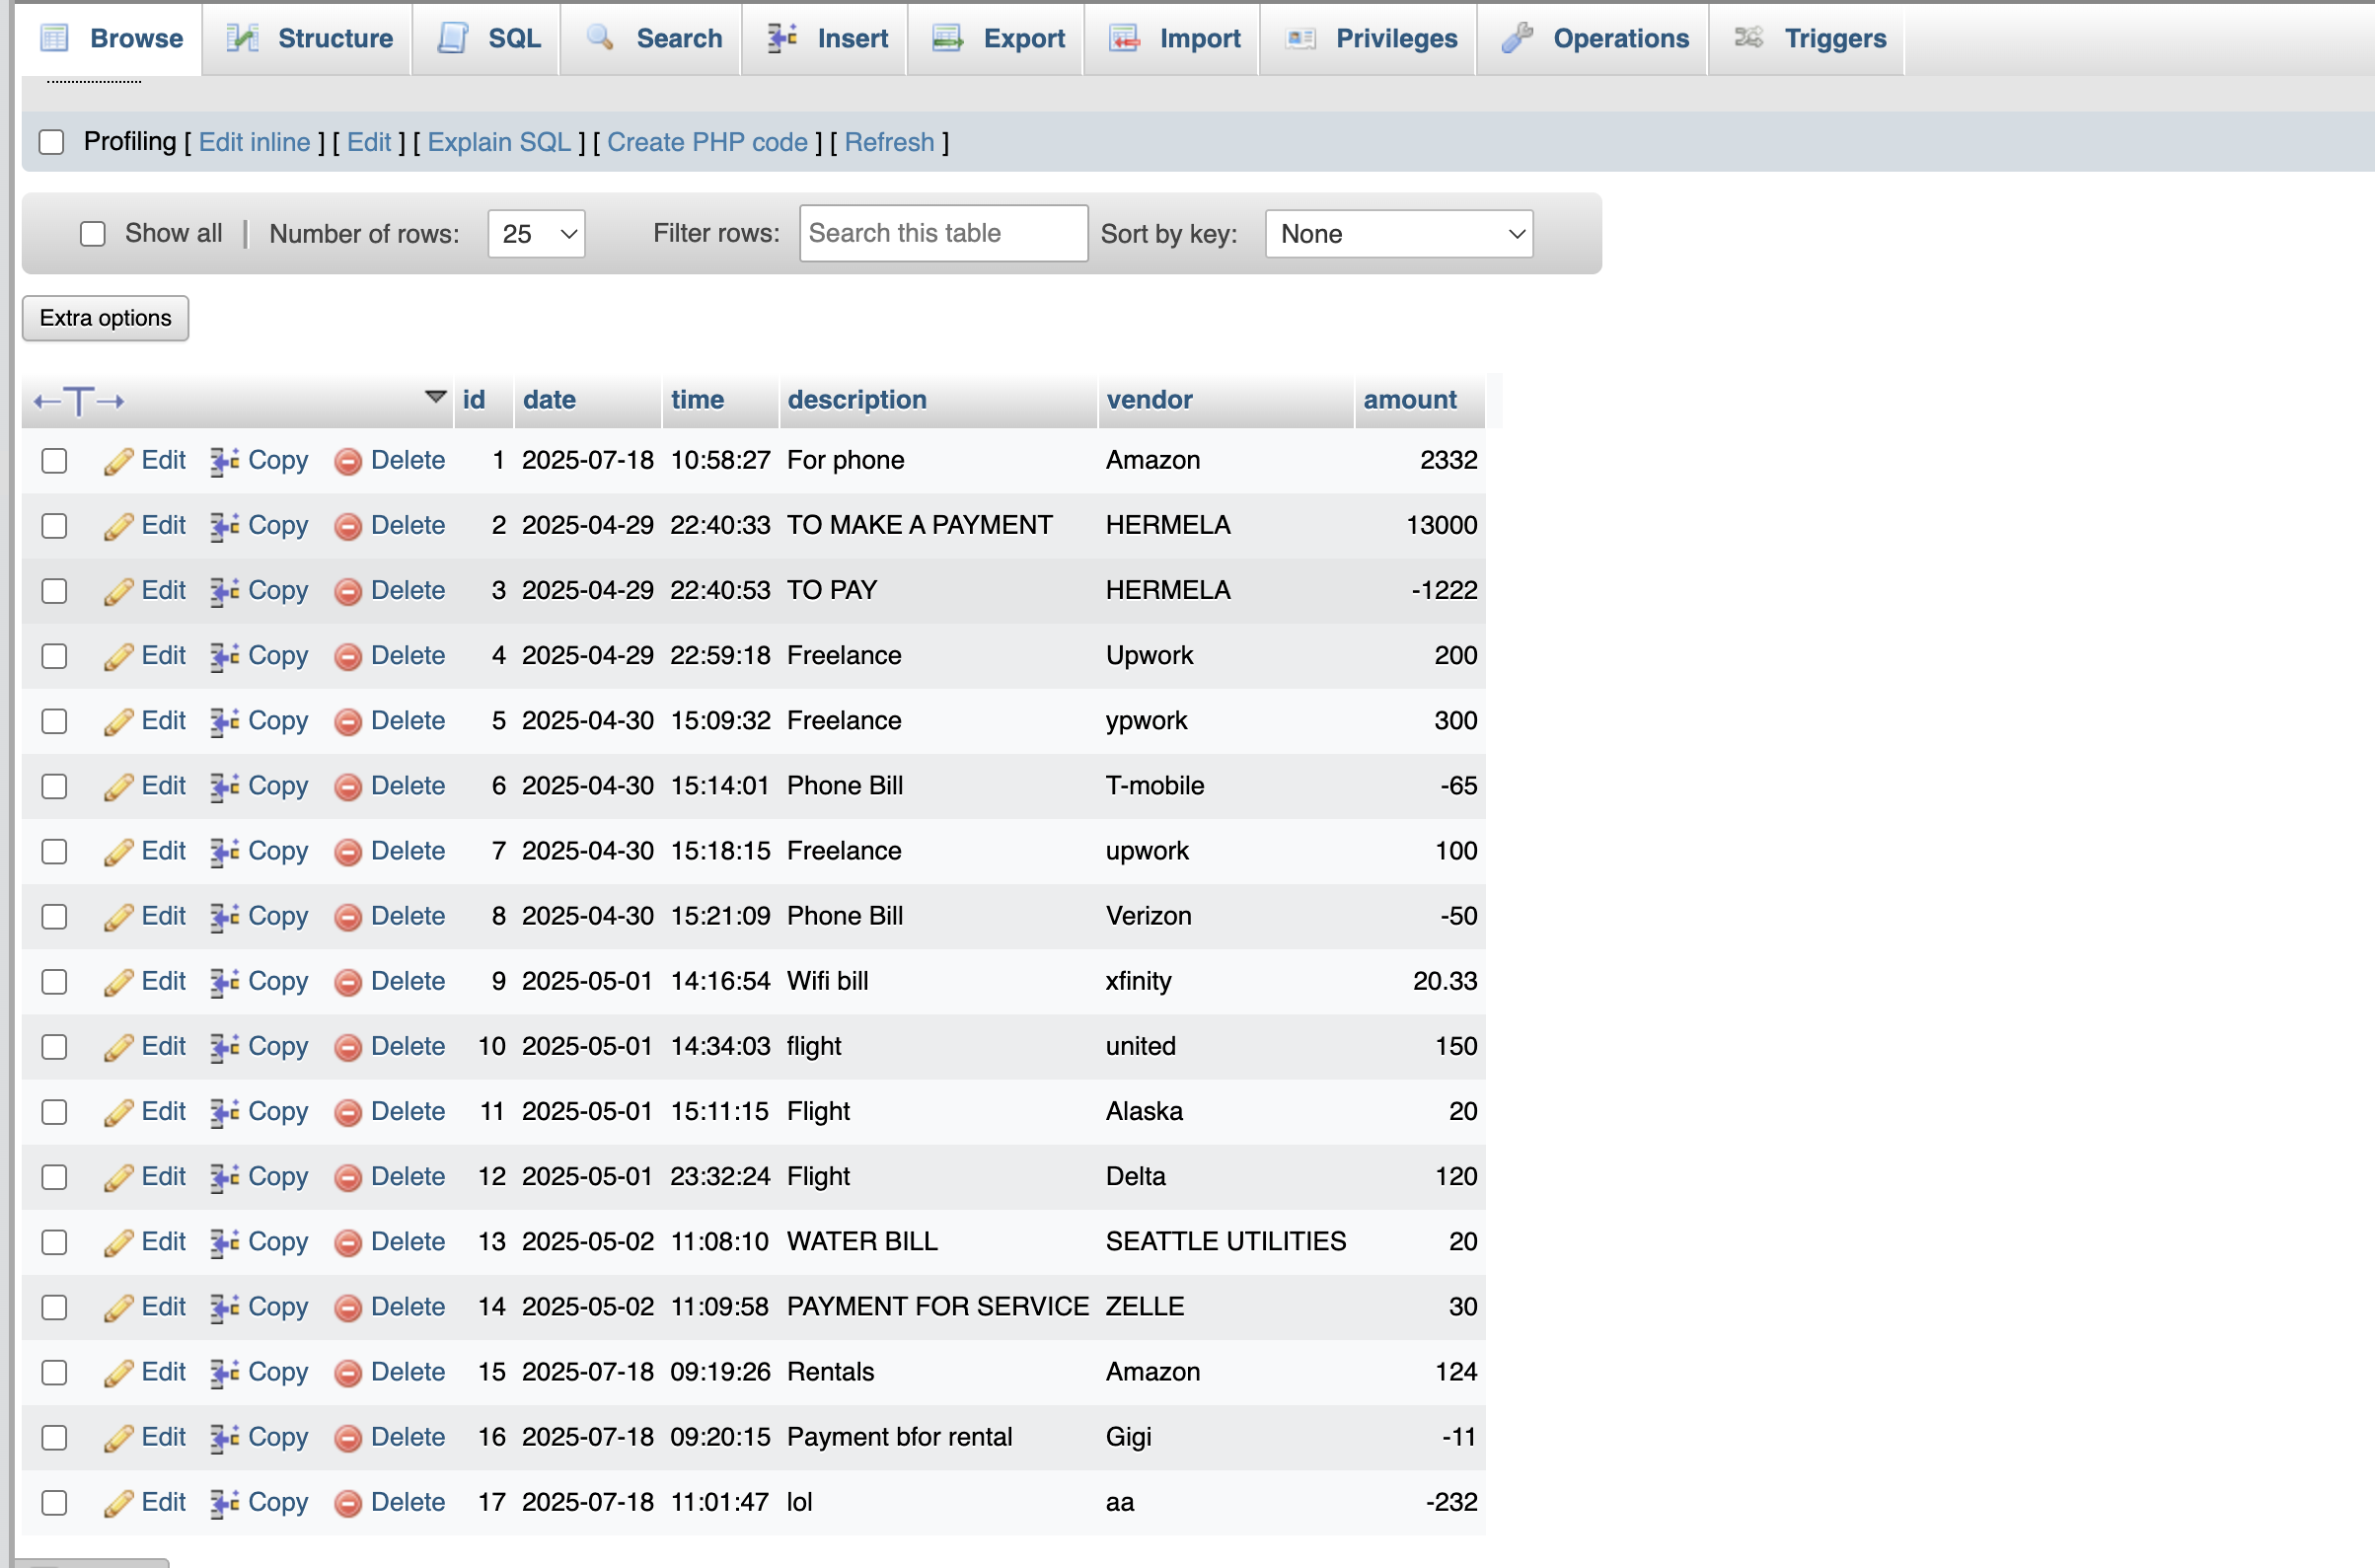 Browse Structure SQL Search Insert Export Import Privileges Operations Triggers
Profiling [ Edit inline ] [ Edit ] [ Explain SQL ] [ Create PHP code ] [ Refresh ]
Show all | Number of rows: 25 Filter rows: Search this table Sort by key: None
Extra options
←T→ id date time description vendor amount
Edit Copy Delete 1 2025-07-18 10:58:27 For phone Amazon 2332
Edit Copy Delete 2 2025-04-29 22:40:33 TO MAKE A PAYMENT HERMELA 13000
Edit Copy Delete 3 2025-04-29 22:40:53 TO PAY HERMELA -1222
Edit Copy Delete 4 2025-04-29 22:59:18 Freelance Upwork 200
Edit Copy Delete 5 2025-04-30 15:09:32 Freelance ypwork 300
Edit Copy Delete 6 2025-04-30 15:14:01 Phone Bill T-mobile -65
Edit Copy Delete 7 2025-04-30 15:18:15 Freelance upwork 100
Edit Copy Delete 8 2025-04-30 15:21:09 Phone Bill Verizon -50
Edit Copy Delete 9 2025-05-01 14:16:54 Wifi bill xfinity 20.33
Edit Copy Delete 10 2025-05-01 14:34:03 flight united 150
Edit Copy Delete 11 2025-05-01 15:11:15 Flight Alaska 20
Edit Copy Delete 12 2025-05-01 23:32:24 Flight Delta 120
Edit Copy Delete 13 2025-05-02 11:08:10 WATER BILL SEATTLE UTILITIES 20
Edit Copy Delete 14 2025-05-02 11:09:58 PAYMENT FOR SERVICE ZELLE 30
Edit Copy Delete 15 2025-07-18 09:19:26 Rentals Amazon 124
Edit Copy Delete 16 2025-07-18 09:20:15 Payment bfor rental Gigi -11
Edit Copy Delete 17 2025-07-18 11:01:47 lol aa -232